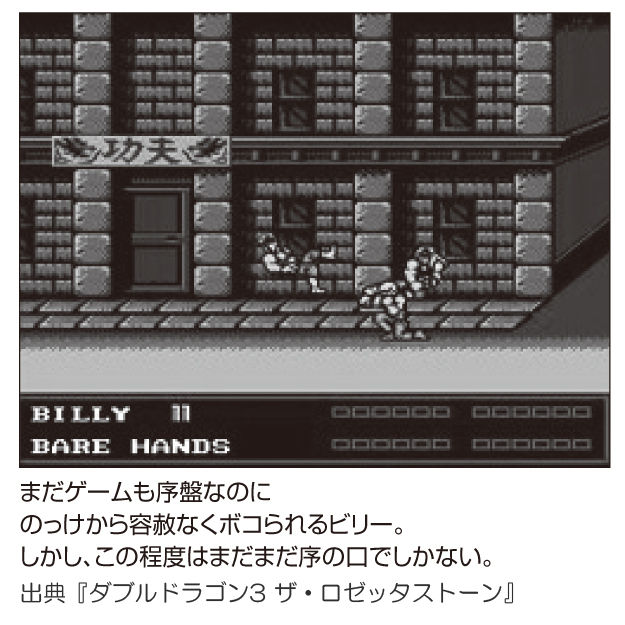 功夫
BILLY 11
BARE HANDS
まだゲームも序盤なのに
のっけから容赦なくボコられるビリー。
しかし、この程度はまだまだ序の口でしかない。
出典『ダブルドラゴン3 ザ・ロゼッタストーン』